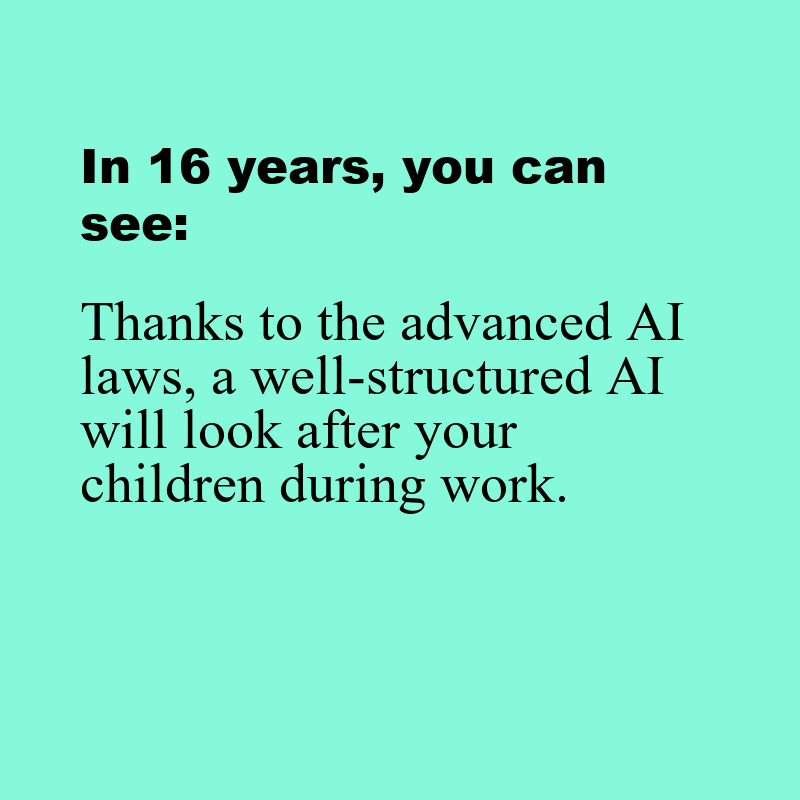 In 16 years, you can
see:
Thanks to the advanced AI
laws, a well-structured AI
will look after your
children during work.